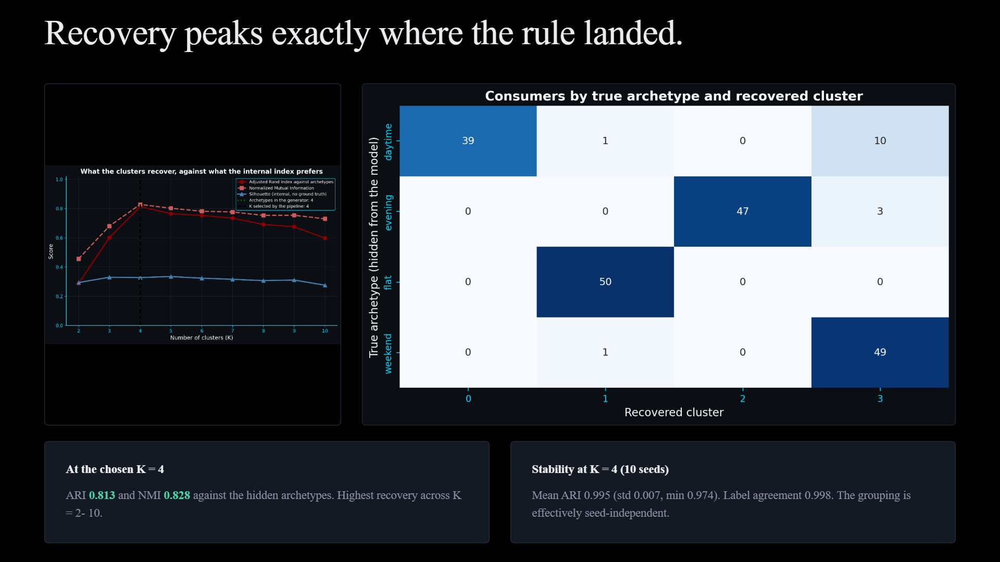 Recovery peaks exactly where the rule landed.
What the clusters recover, against what the internal index prefers
Adjusted Rand Index against archetypes
Normalized Mutual Information
Silhouette (internal, no ground truth)
Archetypes in the generator: 4
K selected by the pipeline: 4
Score
1.0
0.8
0.6
0.4
0.2
0.0
2 3 4 5 6 7 8 9 10
Number of clusters (K)
Consumers by true archetype and recovered cluster
True archetype (hidden from the model)
daytime 39 1 0 10
evening 0 0 47 3
flat 0 50 0 0
weekend 0 1 0 49
0 1 2 3
Recovered cluster
At the chosen K = 4
ARI 0.813 and NMI 0.828 against the hidden archetypes. Highest recovery across K
= 2- 10.
Stability at K = 4 (10 seeds)
Mean ARI 0.995 (std 0.007, min 0.974). Label agreement 0.998. The grouping is
effectively seed-independent.